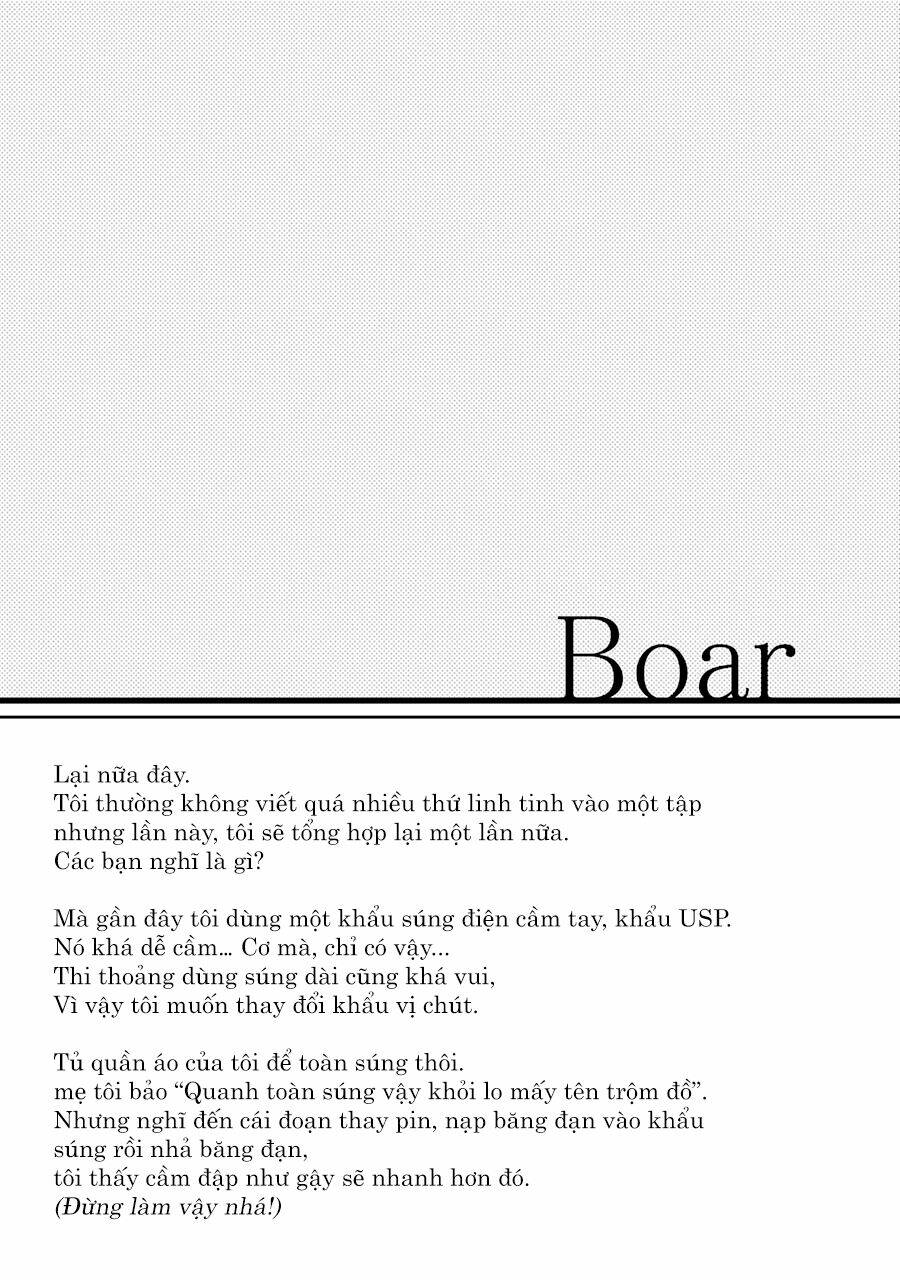 Boar
Lại nữa đây.
Tôi thường không viết quá nhiều thứ linh tinh vào một tập
nhưng lần này, tôi sẽ tổng hợp lại một lần nữa.
Các bạn nghĩ là gì?
Mà gần đây tôi dùng một khẩu súng điện cầm tay, khẩu USP.
Nó khá dễ cầm... Cơ mà, chỉ có vậy...
Thi thoảng dùng súng dài cũng khá vui,
Vì vậy tôi muốn thay đổi khẩu vị chút.
Tủ quần áo của tôi để toàn súng thôi.
mẹ tôi bảo “Quanh toàn súng vậy khỏi lo mấy tên trộm đồ”.
Nhưng nghĩ đến cái đoạn thay pin, nạp băng đạn vào khẩu
súng rồi nhả băng đạn,
tôi thấy cầm đập như gậy sẽ nhanh hơn đó.
(Đừng làm vậy nhá!)